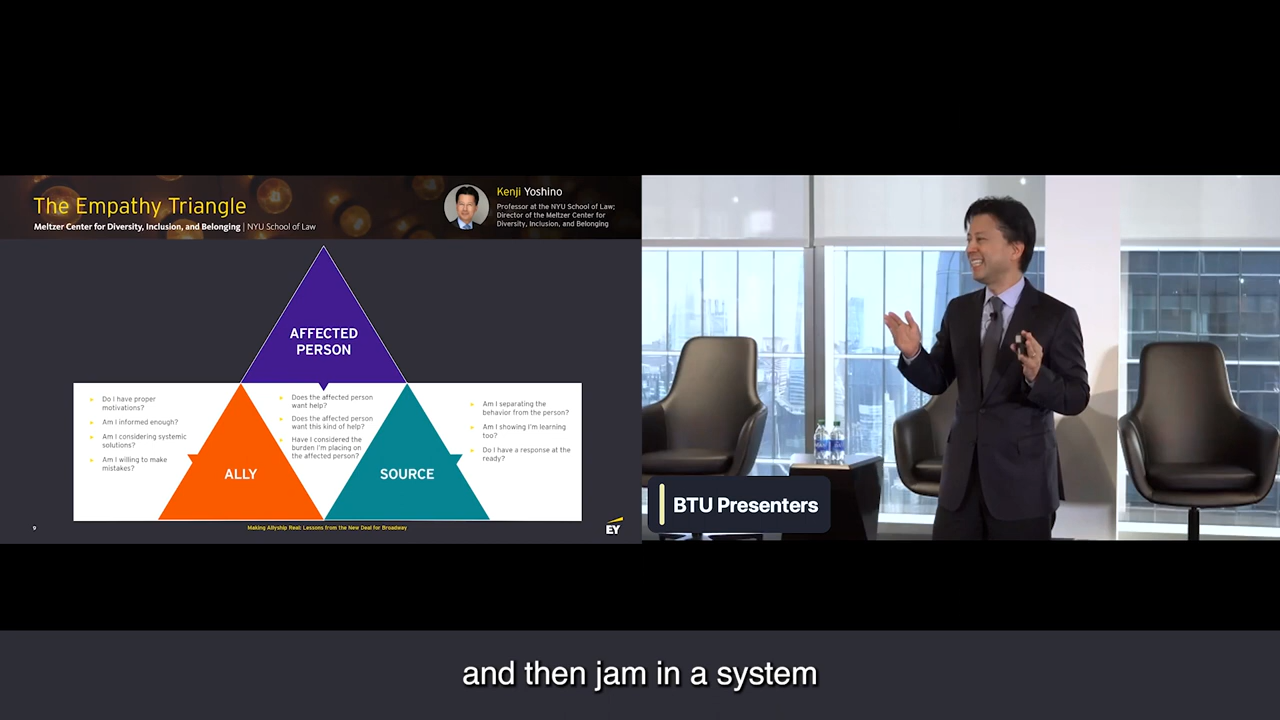 The Empathy Triangle
Meltzer Center for Diversity, Inclusion, and Belonging | NYU School of Law
Kenji Yoshino
Professor at the NYU School of Law;
Director of the Meltzer Center for
Diversity, Inclusion, and Belonging
AFFECTED
PERSON
Do I have proper
motivations?
Am I informed enough?
Am I considering systemic
solutions?
Am I willing to make
mistakes?
Does the affected person
want help?
Does the affected person
want this kind of help?
Have I considered the
burden I'm placing on
the affected person?
Am I separating the
behavior from the person?
Am I showing I'm learning
too?
Do I have a response at the
ready?
ALLY
SOURCE
9
Making Allyship Real: Lessons from the New Deal for Broadway
EY
BTU Presenters
and then jam in a system